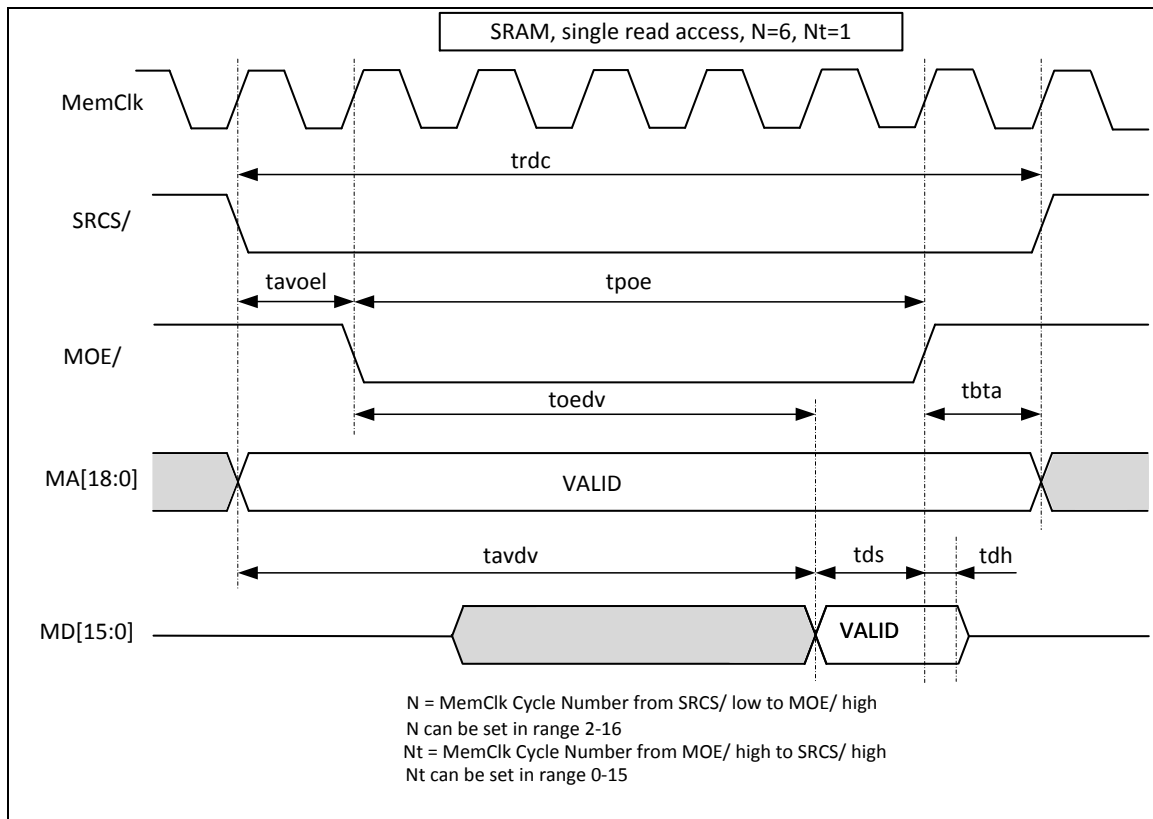 SRAM, single read access, N=6, Nt=1
MemClk
trdc
SRCS/
tavoel
tpoe
MOE/
toedv
tbta
MA[18:0]
VALID
tavdv
tds
tdh
MD[15:0]
VALID
N = MemClk Cycle Number from SRCS/ low to MOE/ high
N can be set in range 2-16
Nt = MemClk Cycle Number from MOE/ high to SRCS/ high
Nt can be set in range 0-15